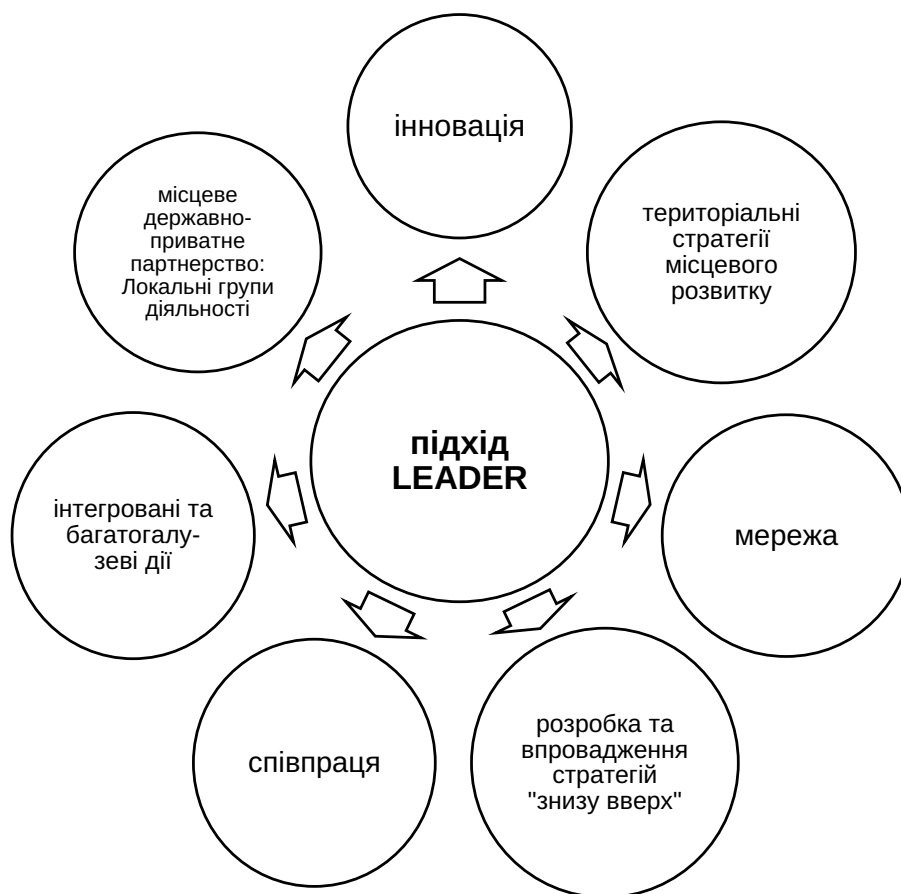 інновація
місцеве
державно-
приватне
партнерство:
Локальні групи
діяльності
територіальні
стратегії
місцевого
розвитку
підхід
LEADER
інтегровані та
багатогалу-
зеві дії
мережа
співпраця
розробка та
впровадження
стратегій
"знизу вверх"